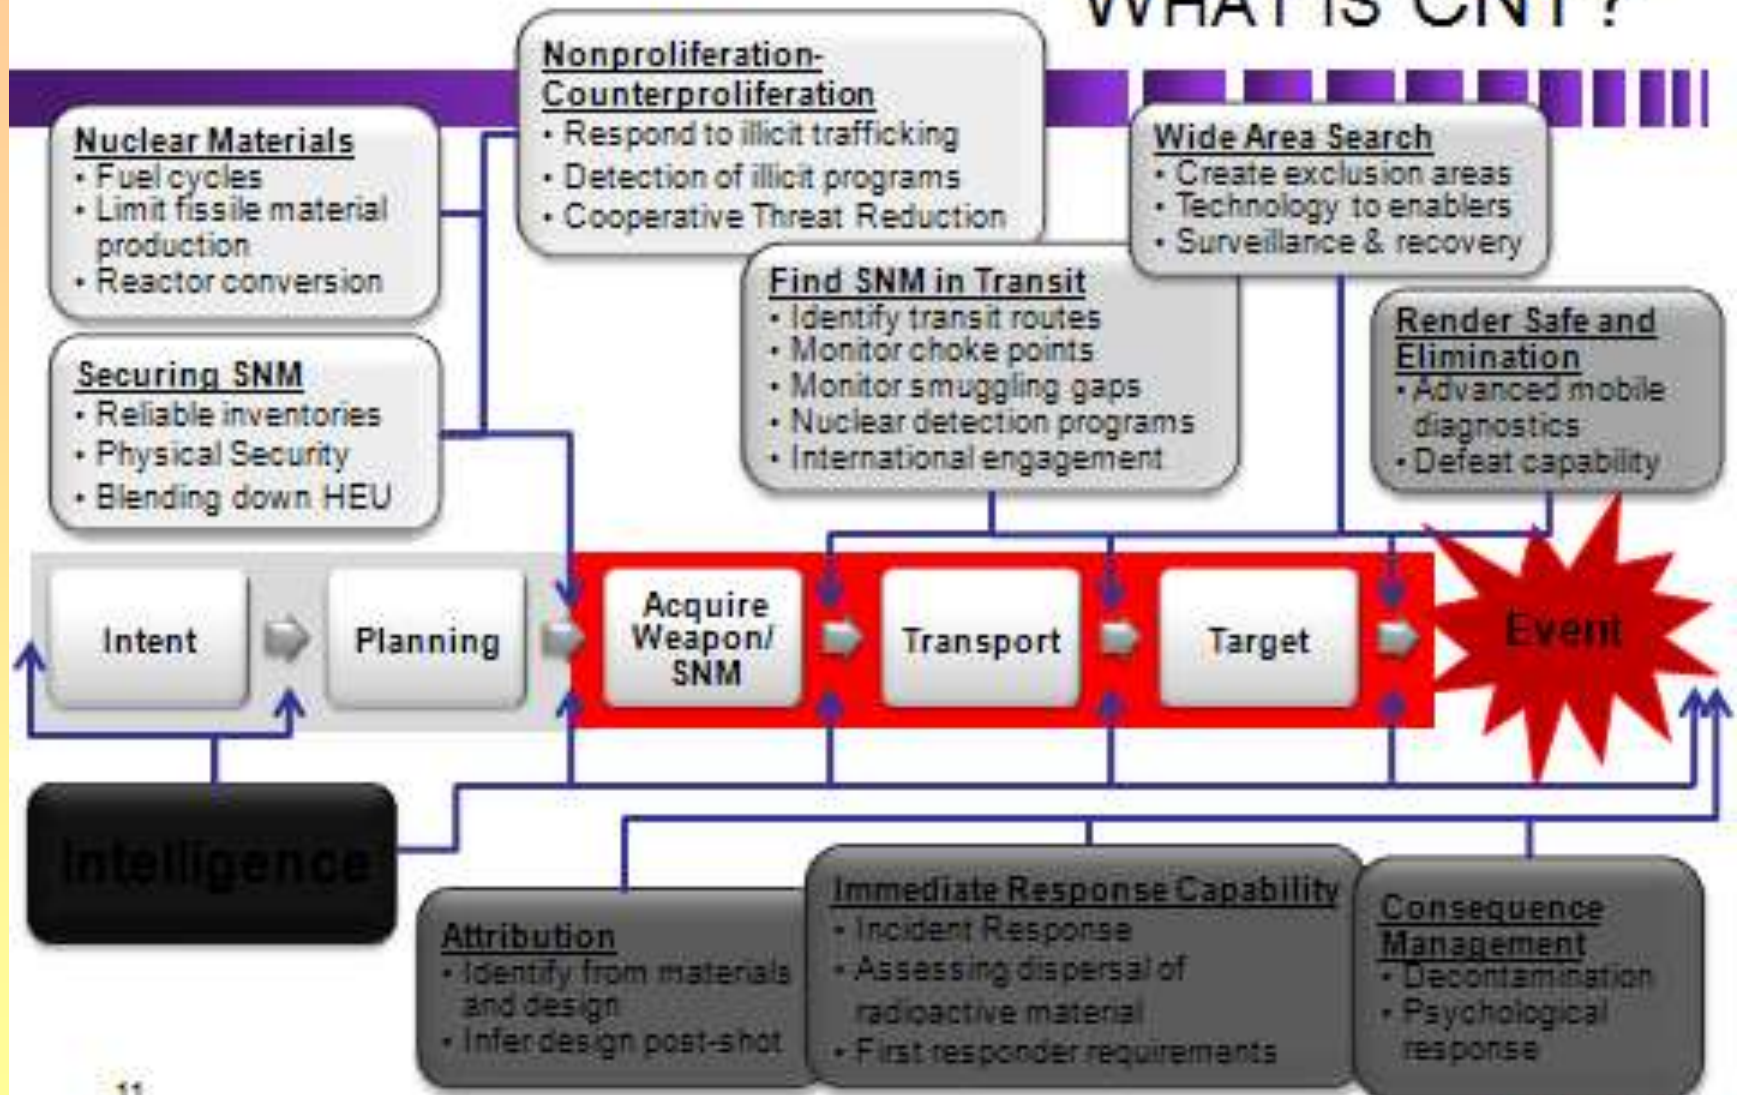 WHAT IS CNT?
Nonproliferation-
Counterproliferation
• Respond to illicit trafficking
• Detection of illicit programs
• Cooperative Threat Reduction
Nuclear Materials
• Fuel cycles
• Limit fissile material
production
• Reactor conversion
Wide Area Search
• Create exclusion areas
• Technology to enablers
• Surveillance & recovery
Find SNM in Transit
• Identify transit routes
• Monitor choke points
• Monitor smuggling gaps
• Nuclear detection programs
• International engagement
Render Safe and
Elimination
• Advanced mobile
diagnostics
• Defeat capability
Securing SNM
• Reliable inventories
• Physical Security
• Blending down HEU
Intent
Planning
Acquire
Weapon/
SNM
Transport
Target
Event
Intelligence
Attribution
• Identify from materials
and design
• Infer design post-shot
Immediate Response Capability
• Incident Response
• Assessing dispersal of
radioactive material
• First responder requirements
Consequence
Management
• Decontamination
• Psychological
response
11